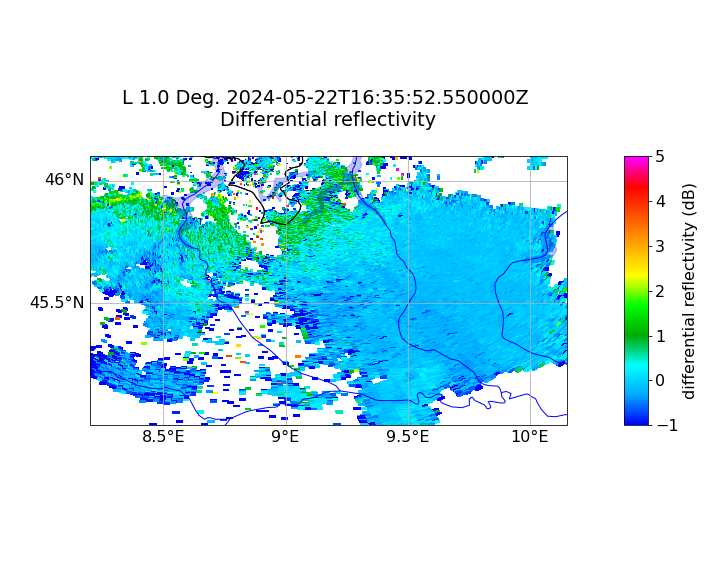 L 1.0 Deg. 2024-05-22T16:35:52.550000Z
Differential reflectivity
46°N
45.5°N
8.5°E
9°E
9.5°E
10°E
5
4
3
2
1
0
−1
differential reflectivity (dB)